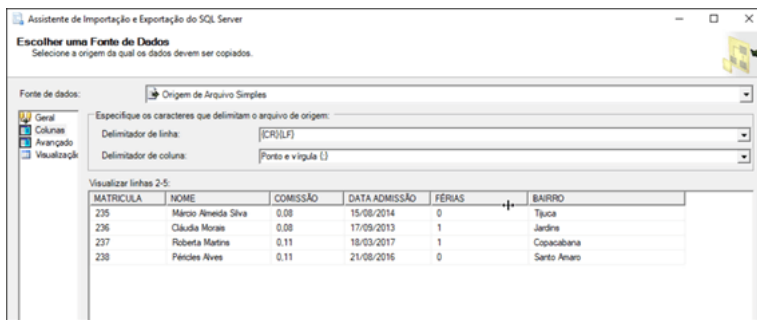 Assistente de Importação e Exportação do SQL Server
Escolher uma Fonte de Dados
Selecione a origem da qual os dados devem ser copiados.
Fonte de dados: Origem de Arquivo Simples
Geral
Colunas
Avançado
Visualizaçã
Especifique os caracteres que delimitam o arquivo de origem:
Delimitador de linha: {CR}{LF}
Delimitador de coluna: Ponto e vírgula {;}
Visualizar linhas 2-5:
MATRICULA NOME COMISSÃO DATA ADMISSÃO FÉRIAS BAIRRO
235 Márcio Almeida Silva 0,08 15/08/2014 0 Tijuca
236 Cláudia Morais 0,08 17/09/2013 1 Jardins
237 Roberta Martins 0,11 18/03/2017 1 Copacabana
238 Péricles Alves 0,11 21/08/2016 0 Santo Amaro